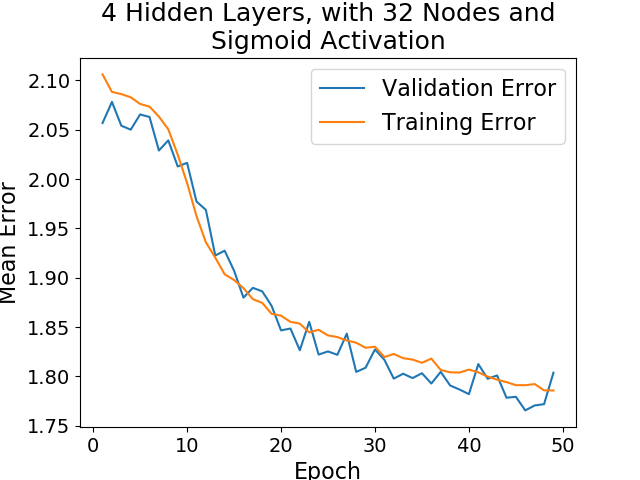 4 Hidden Layers, with 32 Nodes and
Sigmoid Activation
Validation Error
Training Error
Mean Error
2.10
2.05
2.00
1.95
1.90
1.85
1.80
1.75
0 10 20 30 40 50
Epoch